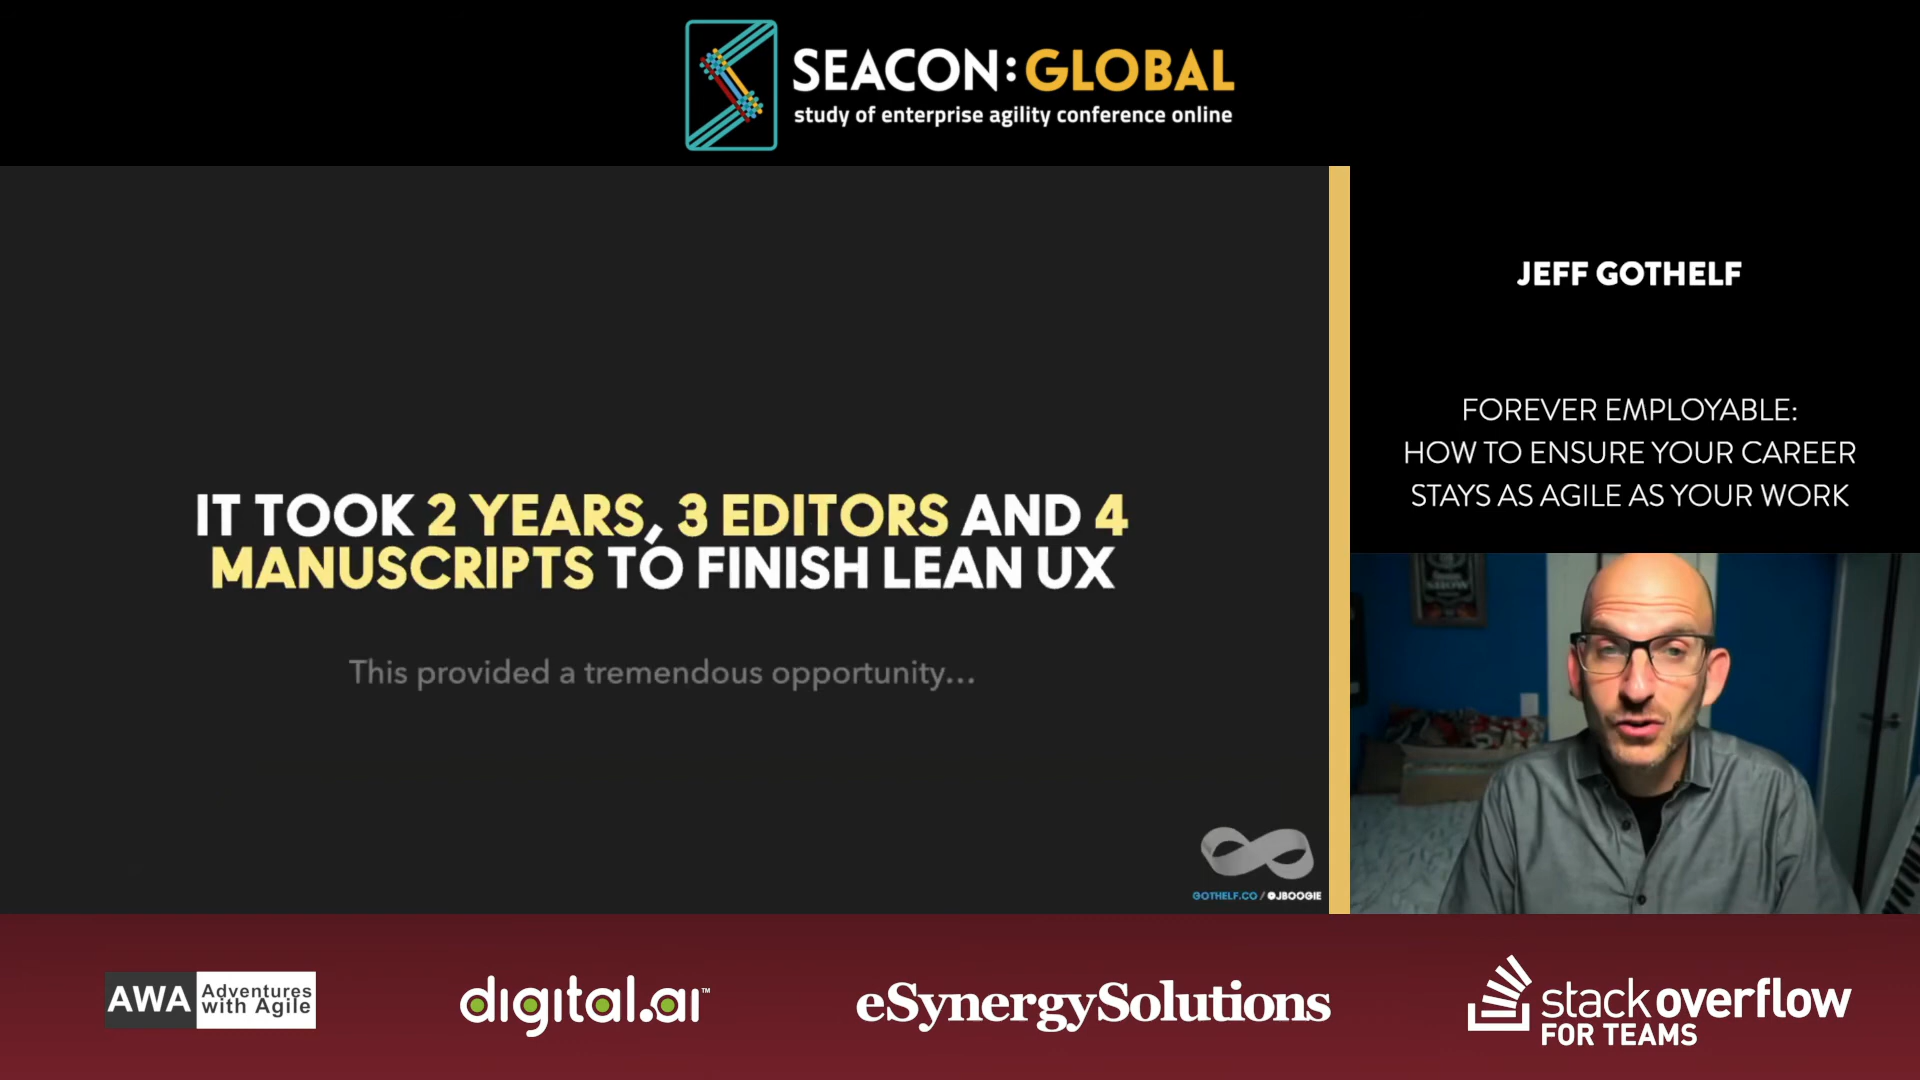 SEACON:GLOBAL
study of enterprise agility conference online
IT TOOK 2 YEARS, 3 EDITORS AND 4
MANUSCRIPTS TO FINISH LEAN UX
This provided a tremendous opportunity...
GOTHELF.CO / @JBOOGIE
JEFF GOTHELF
FOREVER EMPLOYABLE:
HOW TO ENSURE YOUR CAREER
STAYS AS AGILE AS YOUR WORK
AWA Adventures
with Agile
digital.ai™
eSynergySolutions
stackoverflow
FOR TEAMS